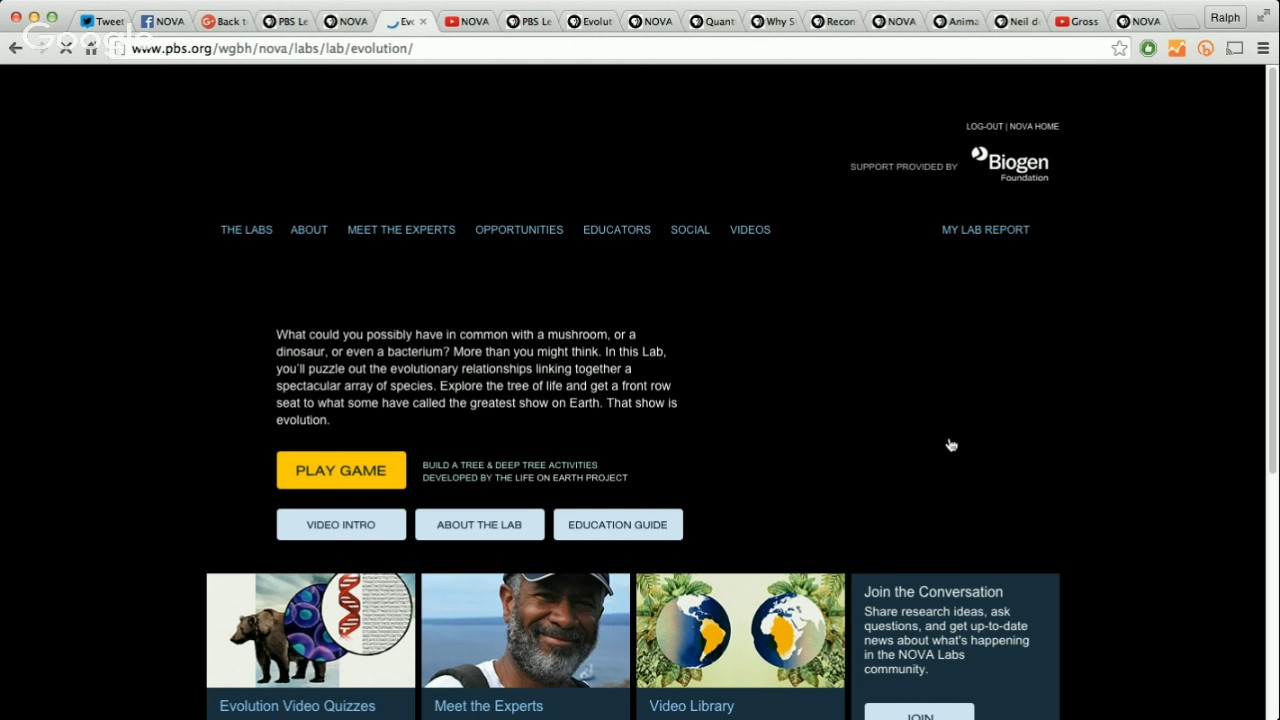 Tweet
NOVA
Back t
PBS Le
NOVA
Evo
NOVA
PBS Le
Evolut
NOVA
Quant
Why S
Recon
NOVA
Anima
Neil d
Gross
NOVA
Ralph
Google
www.pbs.org/wgbh/nova/labs/lab/evolution/
LOG-OUT | NOVA HOME
SUPPORT PROVIDED BY
Biogen
Foundation
THE LABS ABOUT MEET THE EXPERTS OPPORTUNITIES EDUCATORS SOCIAL VIDEOS MY LAB REPORT
What could you possibly have in common with a mushroom, or a
dinosaur, or even a bacterium? More than you might think. In this Lab,
you'll puzzle out the evolutionary relationships linking together a
spectacular array of species. Explore the tree of life and get a front row
seat to what some have called the greatest show on Earth. That show is
evolution.
PLAY GAME
BUILD A TREE & DEEP TREE ACTIVITIES
DEVELOPED BY THE LIFE ON EARTH PROJECT
VIDEO INTRO
ABOUT THE LAB
EDUCATION GUIDE
Evolution Video Quizzes
Meet the Experts
Video Library
Join the Conversation
Share research ideas, ask
questions, and get up-to-date
news about what's happening
in the NOVA Labs
community.
JOIN